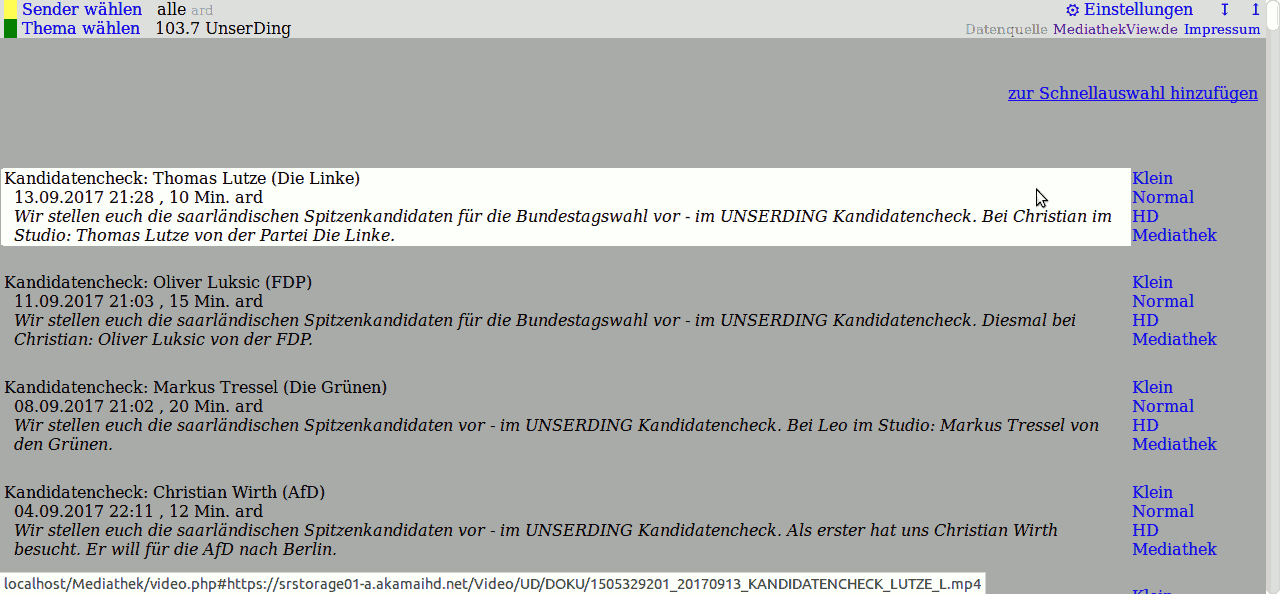 Sender wählen alle ard
⚙ Einstellungen ↧ ↥
Thema wählen 103.7 UnserDing
Datenquelle MediathekView.de Impressum
zur Schnellauswahl hinzufügen
Kandidatencheck: Thomas Lutze (Die Linke)
13.09.2017 21:28 , 10 Min. ard
Wir stellen euch die saarländischen Spitzenkandidaten für die Bundestagswahl vor - im UNSERDING Kandidatencheck. Bei Christian im
Studio: Thomas Lutze von der Partei Die Linke.
Klein
Normal
HD
Mediathek
Kandidatencheck: Oliver Luksic (FDP)
11.09.2017 21:03 , 15 Min. ard
Wir stellen euch die saarländischen Spitzenkandidaten für die Bundestagswahl vor - im UNSERDING Kandidatencheck. Diesmal bei
Christian: Oliver Luksic von der FDP.
Klein
Normal
HD
Mediathek
Kandidatencheck: Markus Tressel (Die Grünen)
08.09.2017 21:02 , 20 Min. ard
Wir stellen euch die saarländischen Spitzenkandidaten vor - im UNSERDING Kandidatencheck. Bei Leo im Studio: Markus Tressel von
den Grünen.
Klein
Normal
HD
Mediathek
Kandidatencheck: Christian Wirth (AfD)
04.09.2017 22:11 , 12 Min. ard
Wir stellen euch die saarländischen Spitzenkandidaten vor - im UNSERDING Kandidatencheck. Als erster hat uns Christian Wirth
besucht. Er will für die AfD nach Berlin.
Klein
Normal
HD
Mediathek
localhost/Mediathek/video.php#https://srstorage01-a.akamaihd.net/Video/UD/DOKU/1505329201_20170913_KANDIDATENCHECK_LUTZE_L.mp4